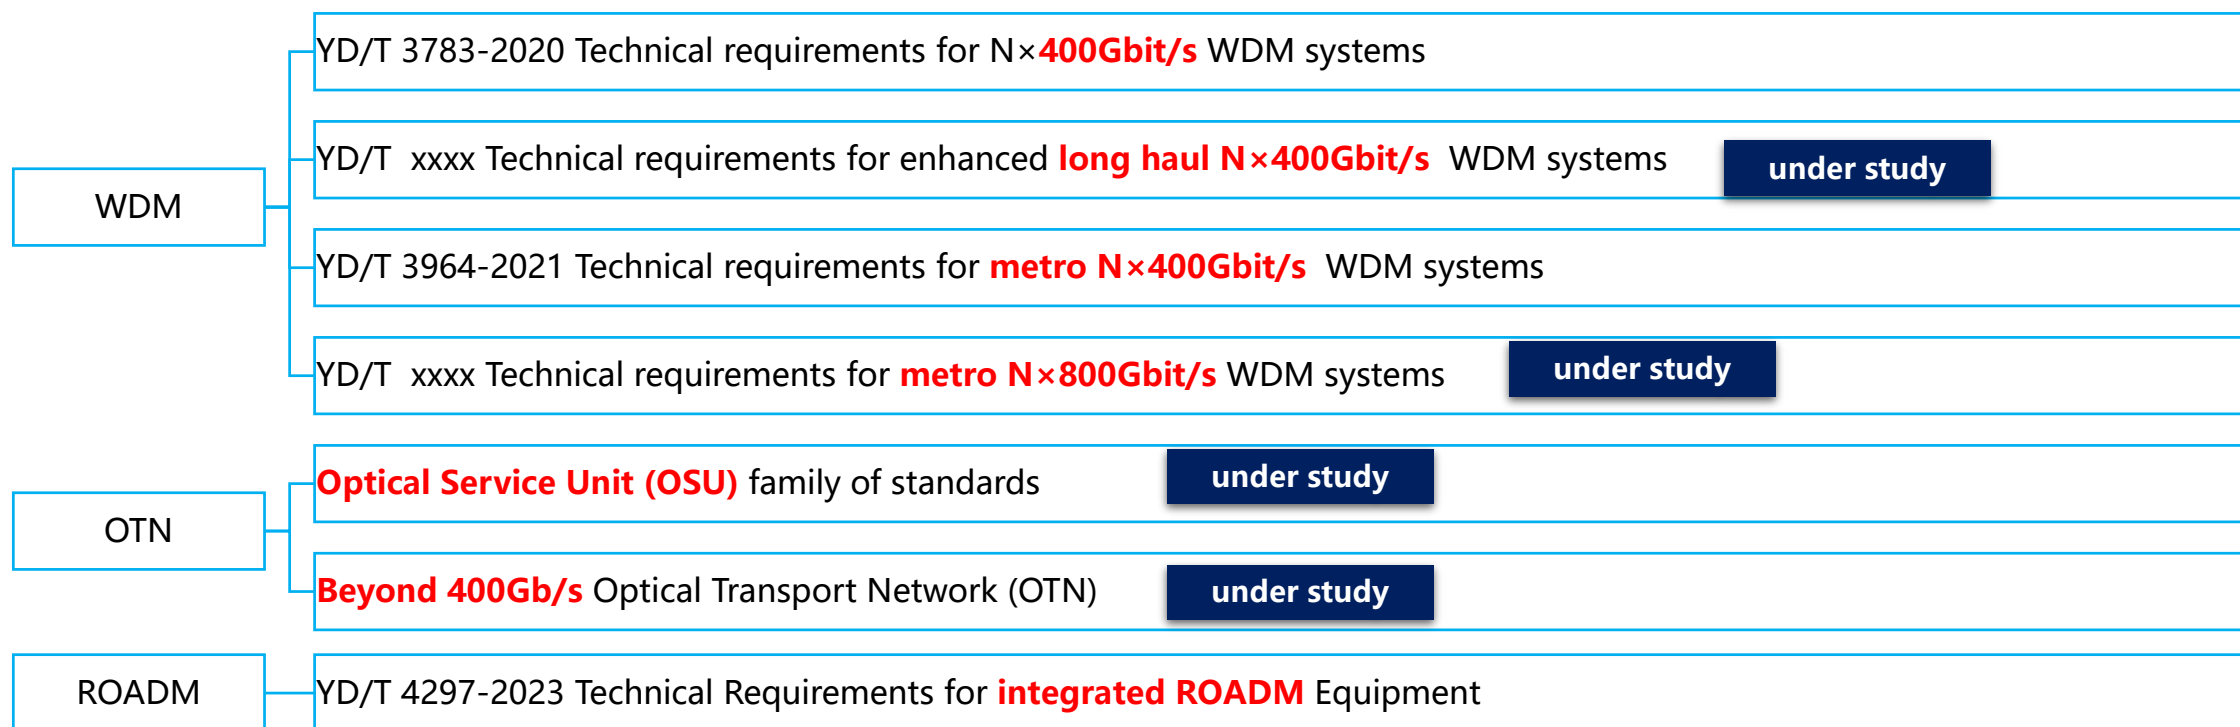 WDM
YD/T 3783-2020 Technical requirements for N×400Gbit/s WDM systems
YD/T xxxx Technical requirements for enhanced long haul N×400Gbit/s WDM systems
under study
YD/T 3964-2021 Technical requirements for metro N×400Gbit/s WDM systems
YD/T xxxx Technical requirements for metro N×800Gbit/s WDM systems
under study
OTN
Optical Service Unit (OSU) family of standards
under study
Beyond 400Gb/s Optical Transport Network (OTN)
under study
ROADM
YD/T 4297-2023 Technical Requirements for integrated ROADM Equipment